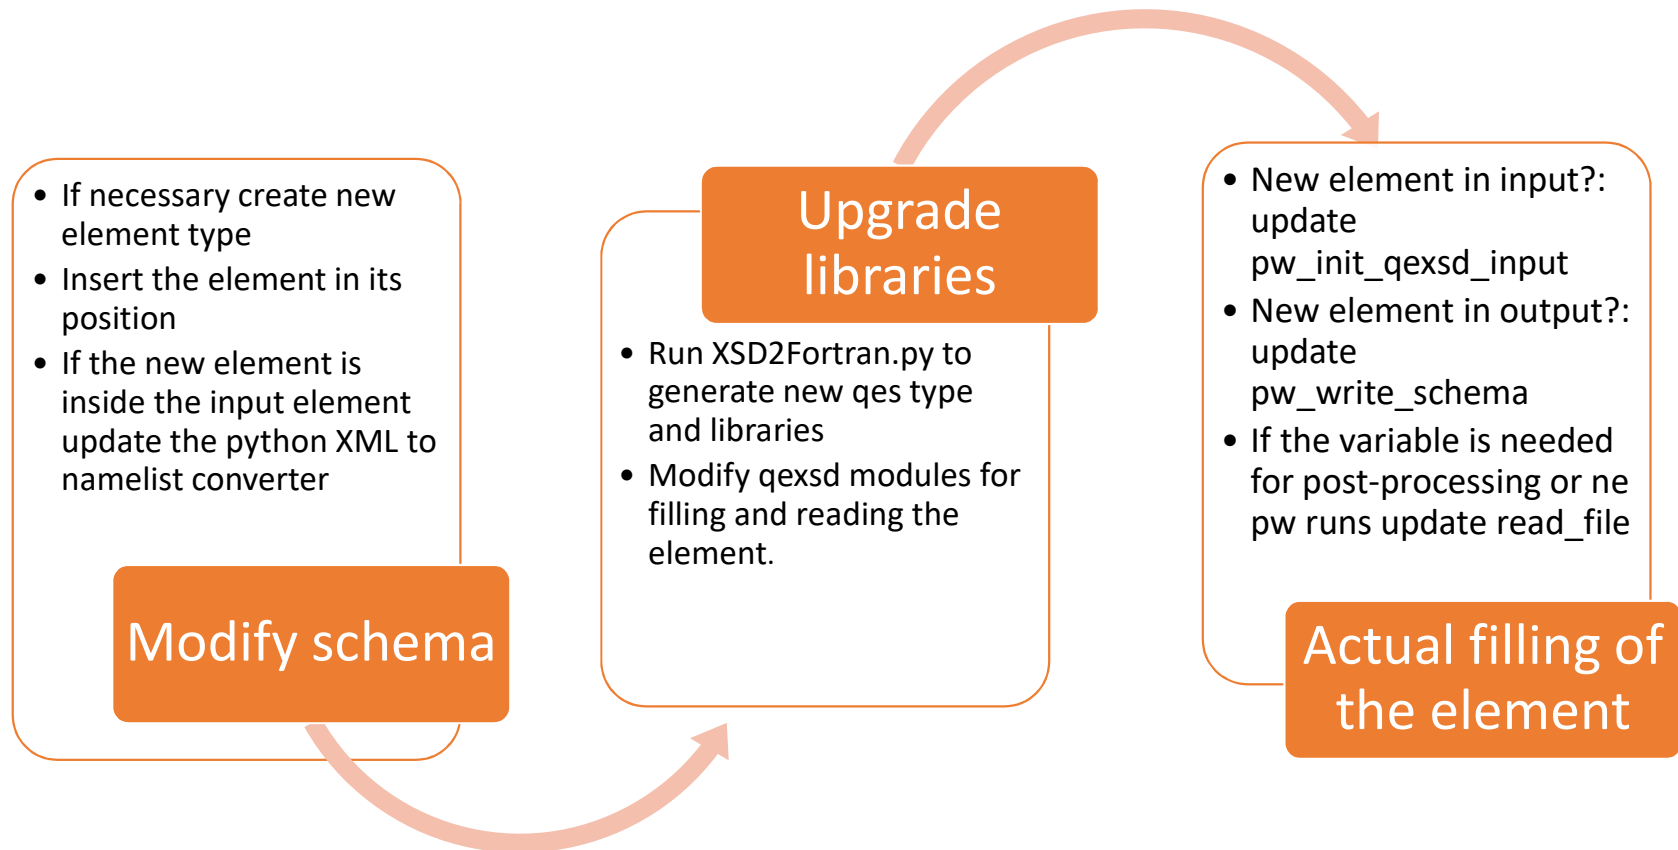 • If necessary create new
element type
• Insert the element in its
position
• If the new element is
inside the input element
update the python XML to
namelist converter
Modify schema
Upgrade
libraries
• Run XSD2Fortran.py to
generate new qes type
and libraries
• Modify qexsd modules for
filling and reading the
element.
• New element in input?:
update
pw_init_qexsd_input
• New element in output?:
update
pw_write_schema
• If the variable is needed
for post-processing or ne
pw runs update read_file
Actual filling of
the element